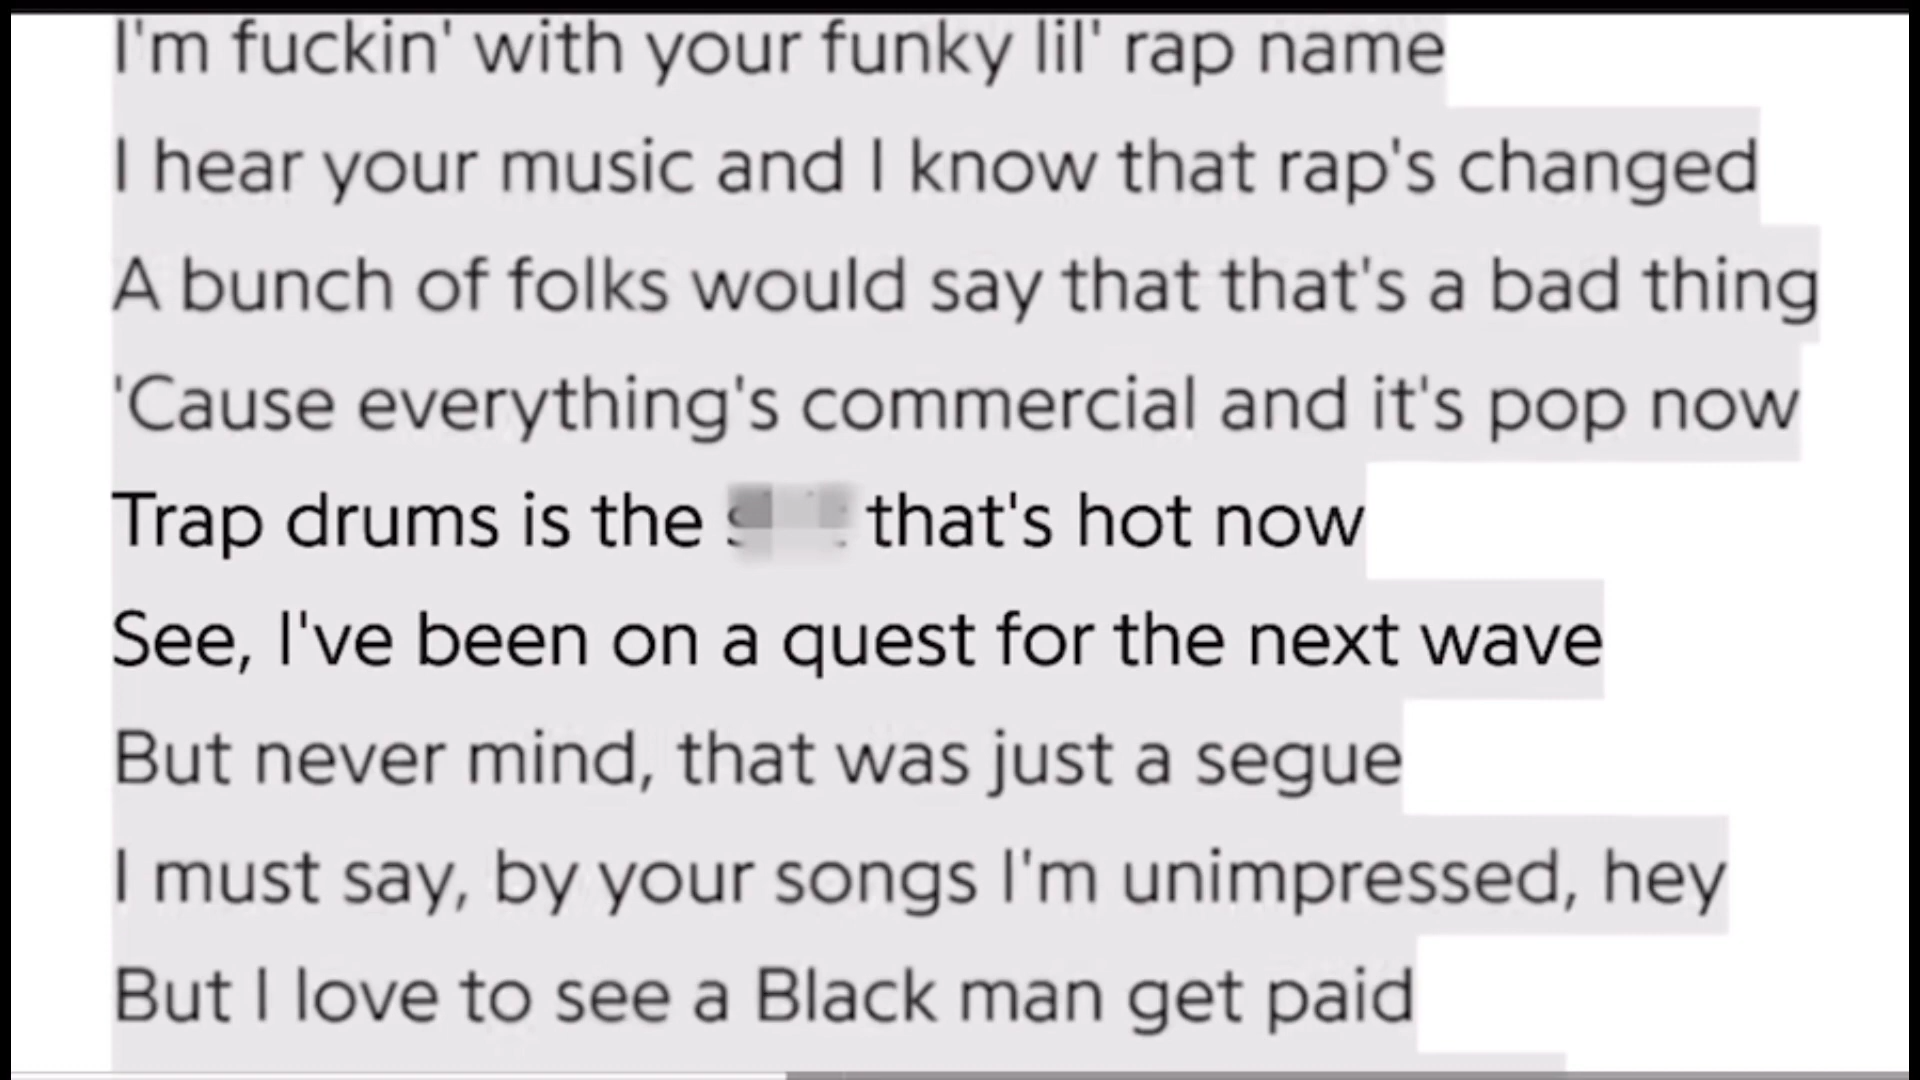 I'm fuckin' with your funky lil' rap name
I hear your music and I know that rap's changed
A bunch of folks would say that that's a bad thing
'Cause everything's commercial and it's pop now
Trap drums is the that's hot now
See, I've been on a quest for the next wave
But never mind, that was just a segue
I must say, by your songs I'm unimpressed, hey
But I love to see a Black man get paid